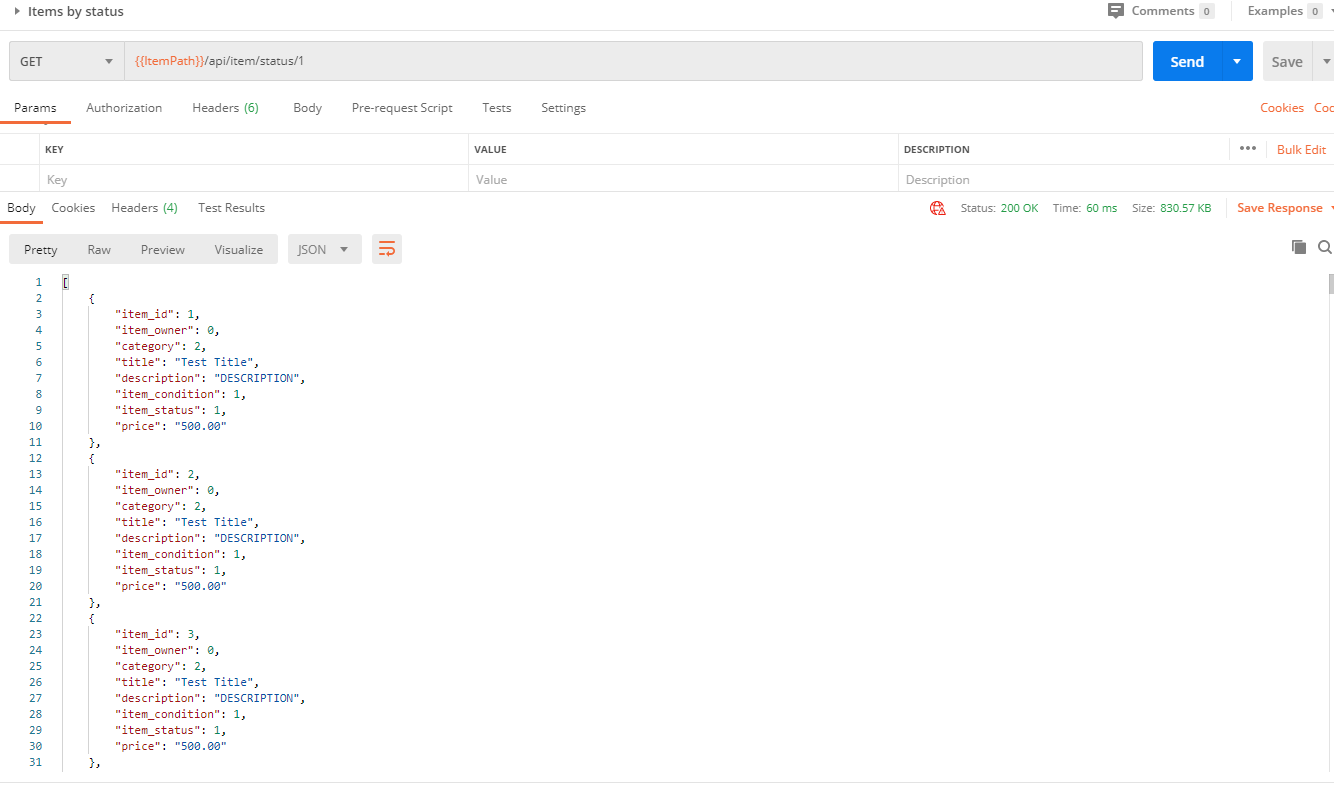 Items by status Comments 0 Examples 0
GET {{ItemPath}}/api/item/status/1 Send Save
Params Authorization Headers (6) Body Pre-request Script Tests Settings Cookies Coo
KEY VALUE DESCRIPTION ••• Bulk Edit
Key Value Description
Body Cookies Headers (4) Test Results Status: 200 OK Time: 60 ms Size: 830.57 KB Save Response
Pretty Raw Preview Visualize JSON
1 [
2 {
3 "item_id": 1,
4 "item_owner": 0,
5 "category": 2,
6 "title": "Test Title",
7 "description": "DESCRIPTION",
8 "item_condition": 1,
9 "item_status": 1,
10 "price": "500.00"
11 },
12 {
13 "item_id": 2,
14 "item_owner": 0,
15 "category": 2,
16 "title": "Test Title",
17 "description": "DESCRIPTION",
18 "item_condition": 1,
19 "item_status": 1,
20 "price": "500.00"
21 },
22 {
23 "item_id": 3,
24 "item_owner": 0,
25 "category": 2,
26 "title": "Test Title",
27 "description": "DESCRIPTION",
28 "item_condition": 1,
29 "item_status": 1,
30 "price": "500.00"
31 },